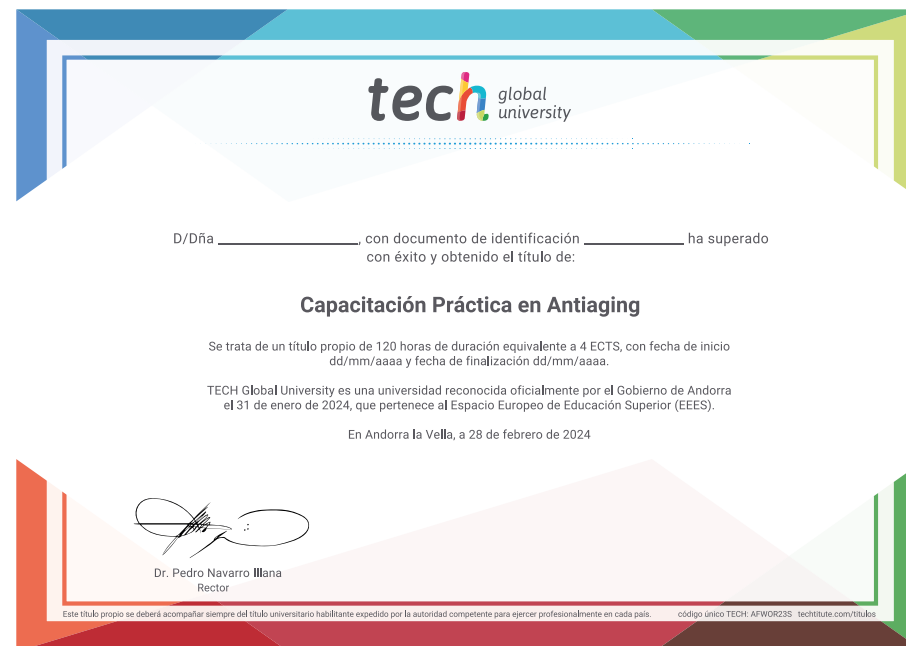 tech global university
D/Dña ____________________, con documento de identificación ______________ ha superado
con éxito y obtenido el título de:
Capacitación Práctica en Antiaging
Se trata de un título propio de 120 horas de duración equivalente a 4 ECTS, con fecha de inicio
dd/mm/aaaa y fecha de finalización dd/mm/aaaa.
TECH Global University es una universidad reconocida oficialmente por el Gobierno de Andorra
el 31 de enero de 2024, que pertenece al Espacio Europeo de Educación Superior (EEES).
En Andorra la Vella, a 28 de febrero de 2024
Dr. Pedro Navarro Illana
Rector
Este título propio se deberá acompañar siempre del título universitario habilitante expedido por la autoridad competente para ejercer profesionalmente en cada país. código único TECH: AFWOR23S techtitute.com/titulos